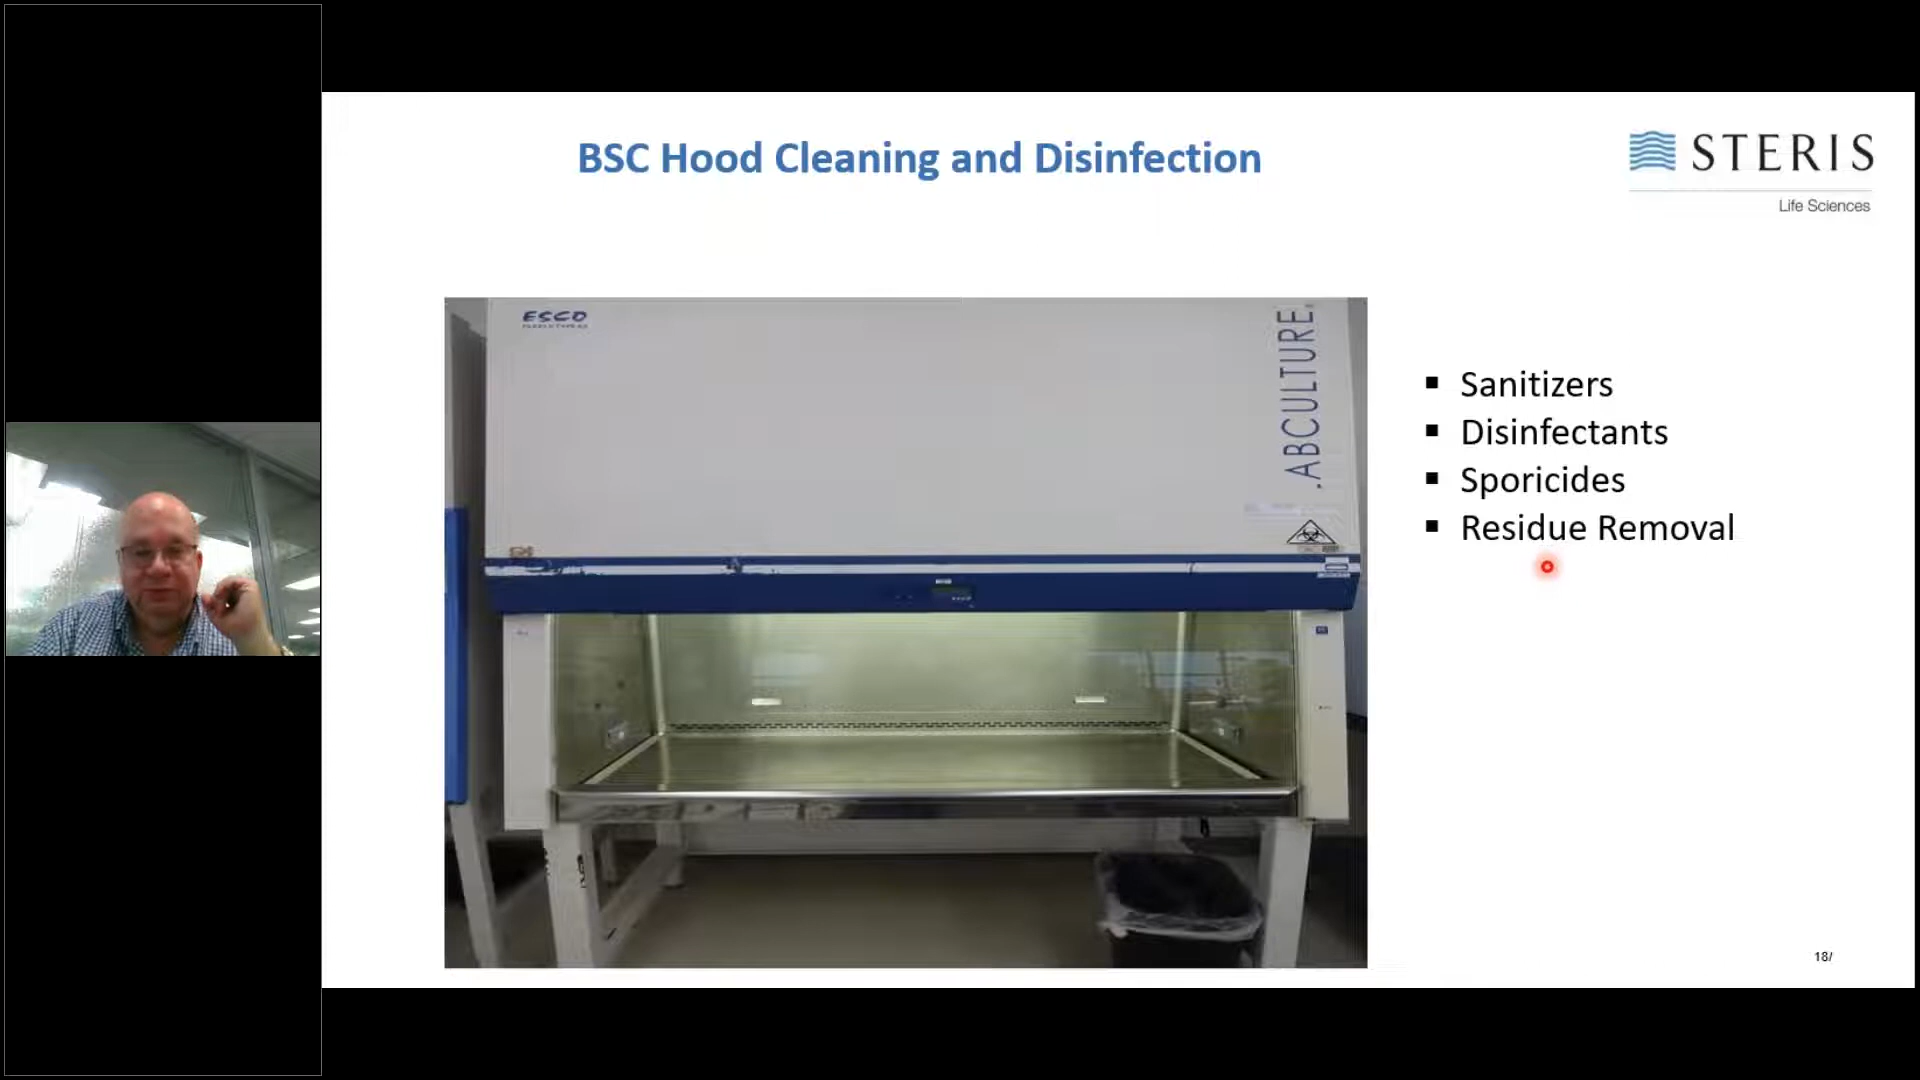 BSC Hood Cleaning and Disinfection
STERIS
Life Sciences
ESCO
.ABCULTURE.
▪ Sanitizers
▪ Disinfectants
▪ Sporicides
▪ Residue Removal
18/